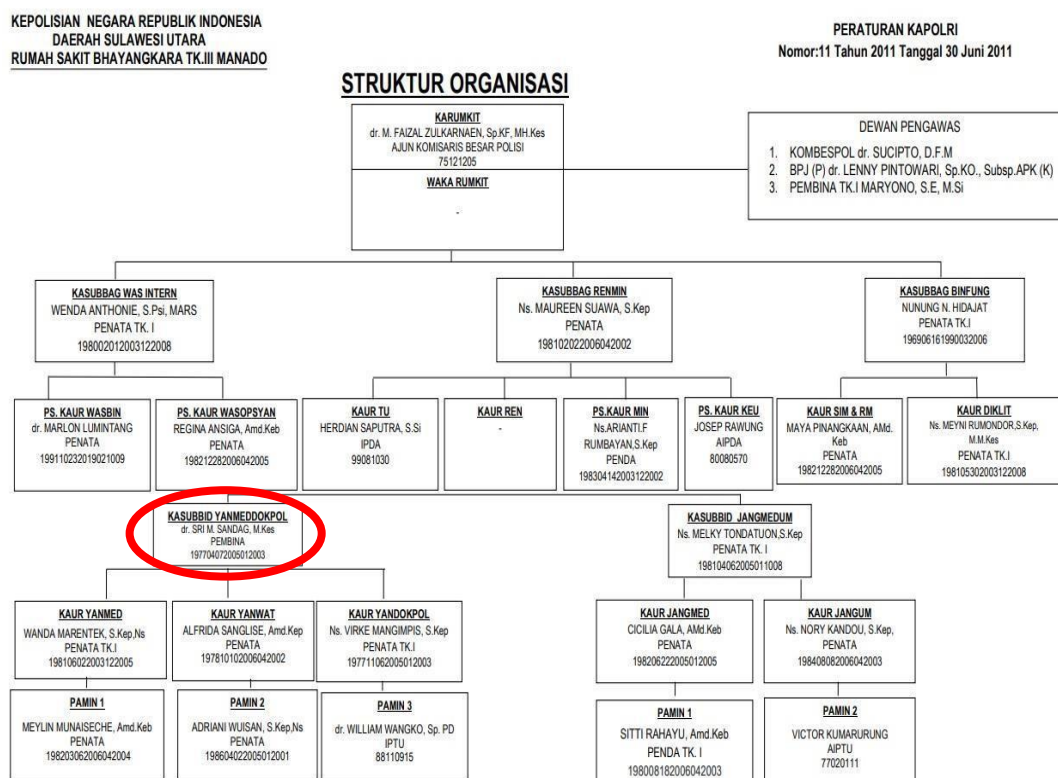 KEPOLISIAN NEGARA REPUBLIK INDONESIA
DAERAH SULAWESI UTARA
RUMAH SAKIT BHAYANGKARA TK.III MANADO
PERATURAN KAPOLRI
Nomor:11 Tahun 2011 Tanggal 30 Juni 2011
STRUKTUR ORGANISASI
KARUMKIT
dr. M. FAIZAL ZULKARNAEN, Sp.KF, MH.Kes
AJUN KOMISARIS BESAR POLISI
75121205
WAKA RUMKIT
-
DEWAN PENGAWAS
1. KOMBESPOL dr. SUCIPTO, D.F.M
2. BPJ (P) dr. LENNY PINTOWARI, Sp.KO., Subsp.APK (K)
3. PEMBINA TK.I MARYONO, S.E, M.Si
KASUBBAG WAS INTERN
WENDA ANTHONIE, S.Psi, MARS
PENATA TK. I
198002012003122008
KASUBBAG RENMIN
Ns. MAUREEN SUAWA, S.Kep
PENATA
198102022006042002
KASUBBAG BINFUNG
NUNUNG N. HIDAJAT
PENATA TK.I
196906161990032006
PS. KAUR WASBIN
dr. MARLON LUMINTANG
PENATA
199110232019021009
PS. KAUR WASOPSYAN
REGINA ANSIGA, Amd.Keb
PENATA
198212282006042005
KAUR TU
HERDIAN SAPUTRA, S.Si
IPDA
99081030
KAUR REN
-
PS.KAUR MIN
Ns.ARIANTI.F
RUMBAYAN,S.Kep
PENDA
198304142003122002
PS. KAUR KEU
JOSEP RAWUNG
AIPDA
80080570
KAUR SIM & RM
MAYA PINANGKAAN, AMd.
Keb
PENATA
198212282006042005
KAUR DIKLIT
Ns. MEYNI RUMONDOR,S.Kep,
M.M.Kes
PENATA TK.I
198105302003122008
KASUBBID YANMEDDOKPOL
dr. SRI M. SANDAG, M.Kes
PEMBINA
197704072005012003
KASUBBID JANGMEDUM
Ns. MELKY TONDATUON,S.Kep
PENATA TK. I
198104062005011008
KAUR YANMED
WANDA MARENTEK, S.Kep,Ns
PENATA TK.I
198106022003122005
KAUR YANWAT
ALFRIDA SANGLISE, Amd.Kep
PENATA
197810102006042002
KAUR YANDOKPOL
Ns. VIRKE MANGIMPIS, S.Kep
PENATA TK.I
197711062005012003
KAUR JANGMED
CICILIA GALA, AMd.Keb
PENATA
198206222005012005
KAUR JANGUM
Ns. NORY KANDOU, S.Kep,
PENATA
198408082006042003
PAMIN 1
MEYLIN MUNAISECHE, Amd.Keb
PENATA
198203062006042004
PAMIN 2
ADRIANI WUISAN, S.Kep,Ns
PENATA
198604022005012001
PAMIN 3
dr. WILLIAM WANGKO, Sp. PD
IPTU
88110915
PAMIN 1
SITTI RAHAYU, Amd.Keb
PENDA TK. I
198008182006042003
PAMIN 2
VICTOR KUMARURUNG
AIPTU
77020111